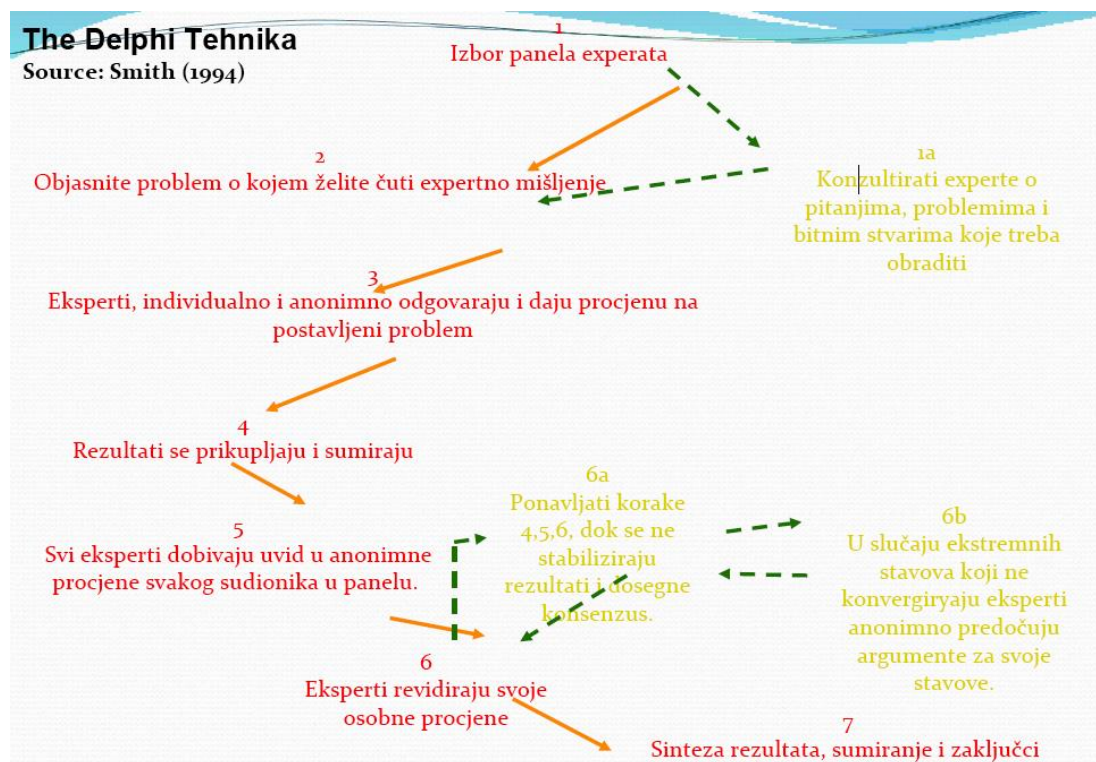 The Delphi Tehnika
Source: Smith (1994)
1
Izbor panela experata
1a
Konzultirati experte o
pitanjima, problemima i
bitnim stvarima koje treba
obraditi
2
Objasnite problem o kojem želite čuti expertno mišljenje
3
Eksperti, individualno i anonimno odgovaraju i daju procjenu na
postavljeni problem
4
Rezultati se prikupljaju i sumiraju
5
Svi eksperti dobivaju uvid u anonimne
procjene svakog sudionika u panelu.
6a
Ponavljati korake
4,5,6, dok se ne
stabiliziraju
rezultati i dosegne
konsenzus.
6b
U slučaju ekstremnih
stavova koji ne
konvergiryaju eksperti
anonimno predočuju
argumente za svoje
stavove.
6
Eksperti revidiraju svoje
osobne procjene
7
Sinteza rezultata, sumiranje i zaključci